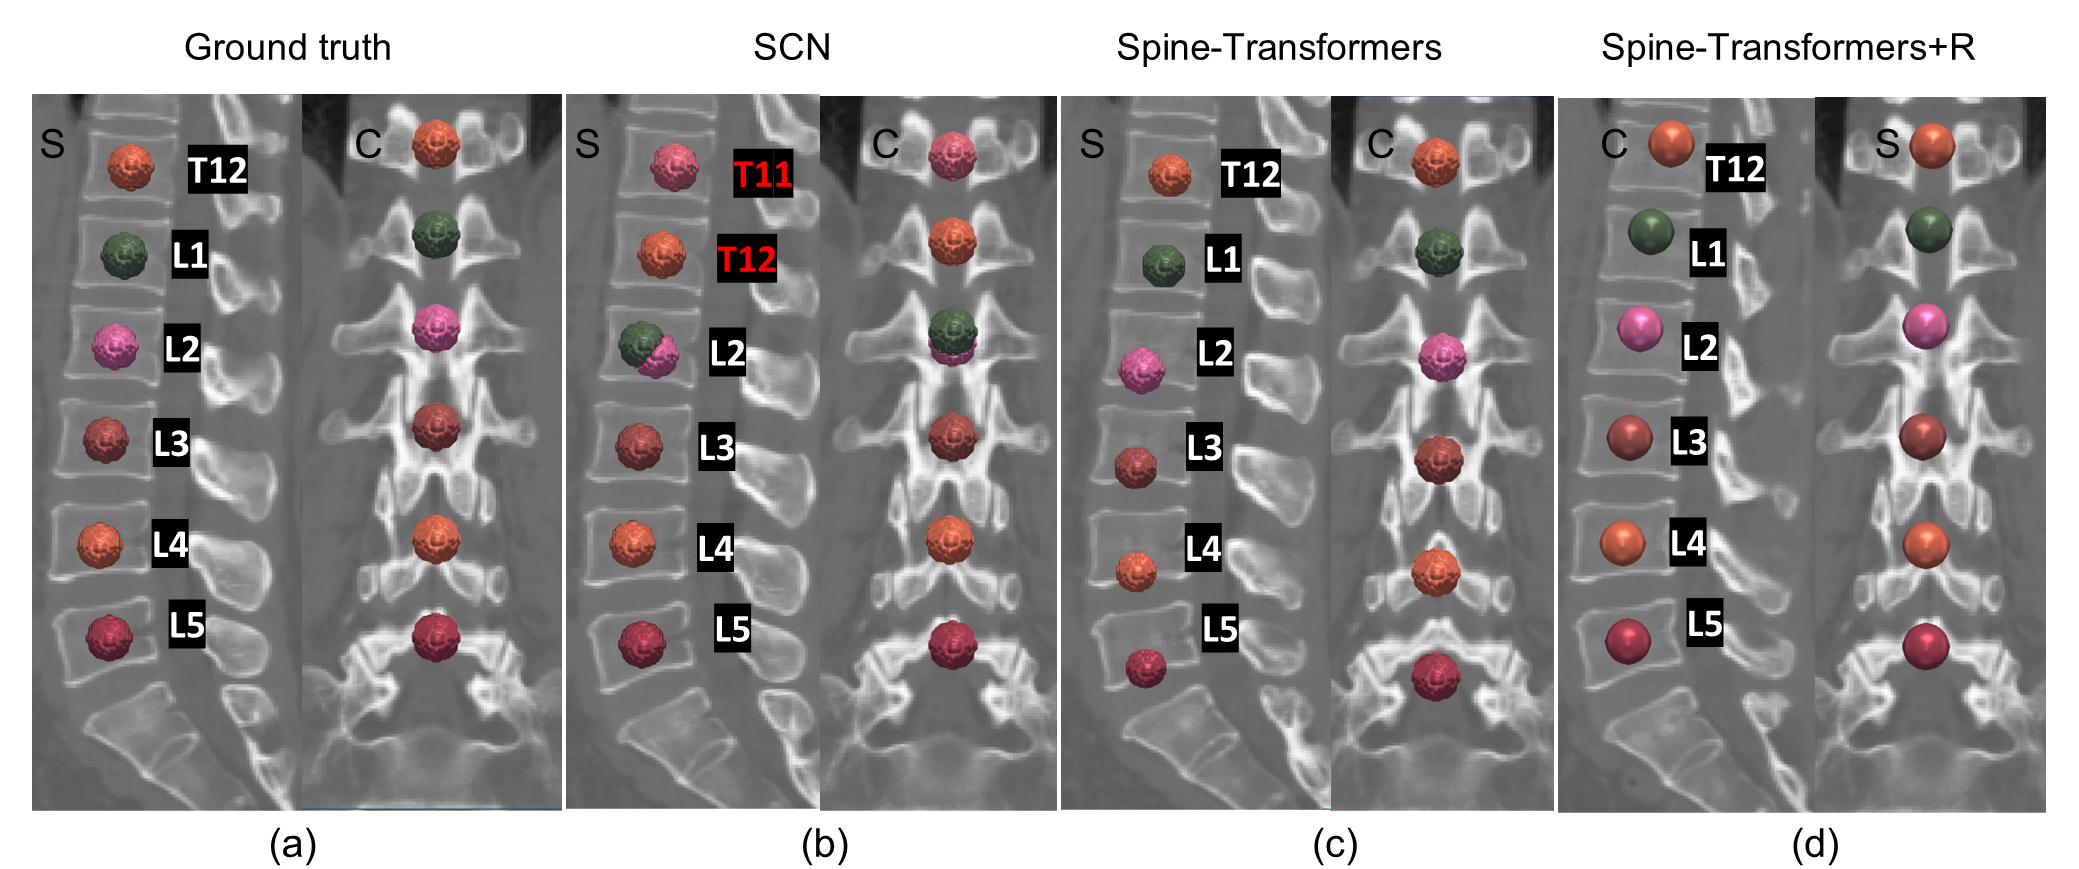 Ground truth
SCN
Spine-Transformers
Spine-Transformers+R
S
C
T12
L1
L2
L3
L4
L5
(a)
S
C
T11
T12
L2
L3
L4
L5
(b)
S
C
T12
L1
L2
L3
L4
L5
(c)
C
S
T12
L1
L2
L3
L4
L5
(d)